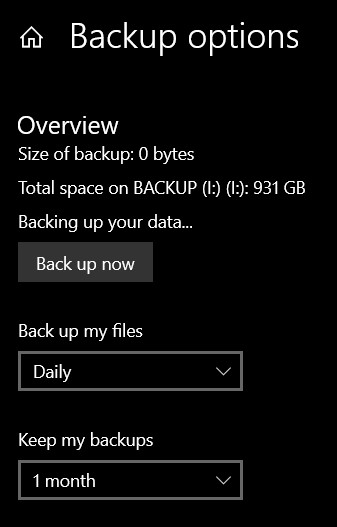 Backup options
Overview
Size of backup: 0 bytes
Total space on BACKUP (I:) (I:): 931 GB
Backing up your data...
Back up now
Back up my files
Daily
Keep my backups
1 month